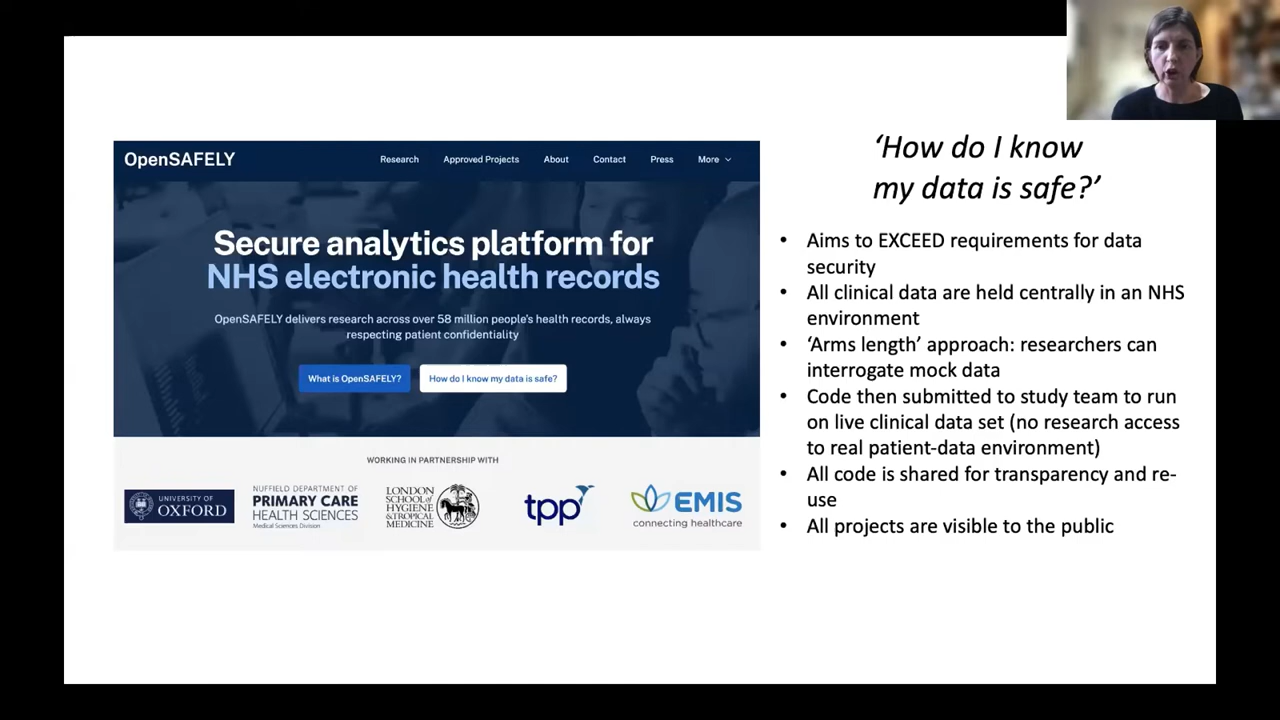 OpenSAFELY
Research
Approved Projects
About
Contact
Press
More
Secure analytics platform for
NHS electronic health records
OpenSAFELY delivers research across over 58 million people's health records, always
respecting patient confidentiality
What is OpenSAFELY?
How do I know my data is safe?
WORKING IN PARTNERSHIP WITH
UNIVERSITY OF
OXFORD
NUFFIELD DEPARTMENT OF
PRIMARY CARE
HEALTH SCIENCES
Medical Sciences Division
LONDON
SCHOOL of
HYGIENE
&TROPICAL
MEDICINE
tpp
EMIS
connecting healthcare
‘How do I know
my data is safe?’
• Aims to EXCEED requirements for data
security
• All clinical data are held centrally in an NHS
environment
• ‘Arms length’ approach: researchers can
interrogate mock data
• Code then submitted to study team to run
on live clinical data set (no research access
to real patient-data environment)
• All code is shared for transparency and re-
use
• All projects are visible to the public